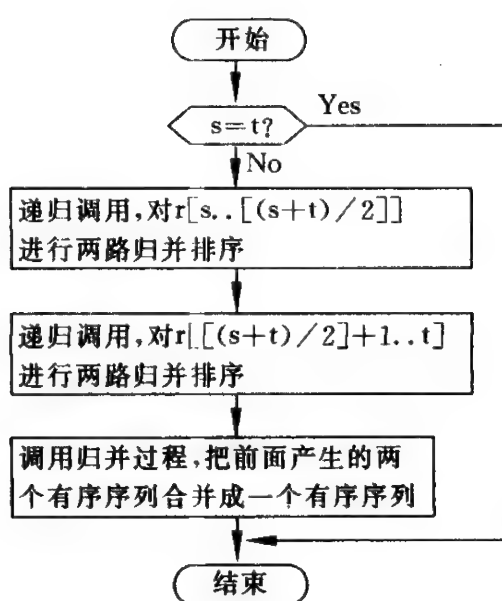 开始
s=t?
Yes
No
递归调用,对r[s..[(s+t)/2]]
进行两路归并排序
递归调用,对r[[(s+t)/2]+1..t]
进行两路归并排序
调用归并过程,把前面产生的两
个有序序列合并成一个有序序列
结束